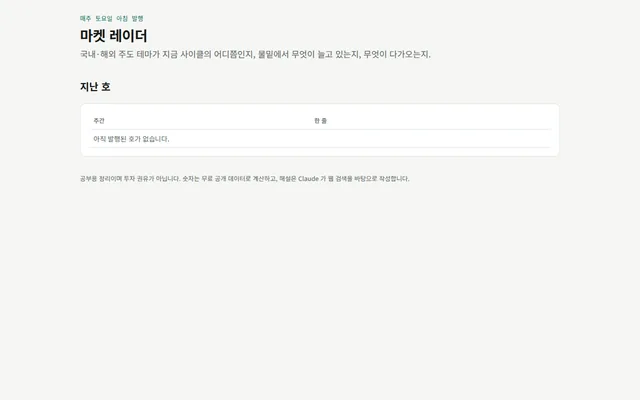 매주 토요일 아침 발행
마켓 레이더
국내·해외 주도 테마가 지금 사이클의 어디쯤인지, 물밑에서 무엇이 늘고 있는지, 무엇이 다가오는지.
지난 호
주간 한 줄
아직 발행된 호가 없습니다.
공부용 정리이며 투자 권유가 아닙니다. 숫자는 무료 공개 데이터로 계산하고, 해설은 Claude 가 웹 검색을 바탕으로 작성합니다.